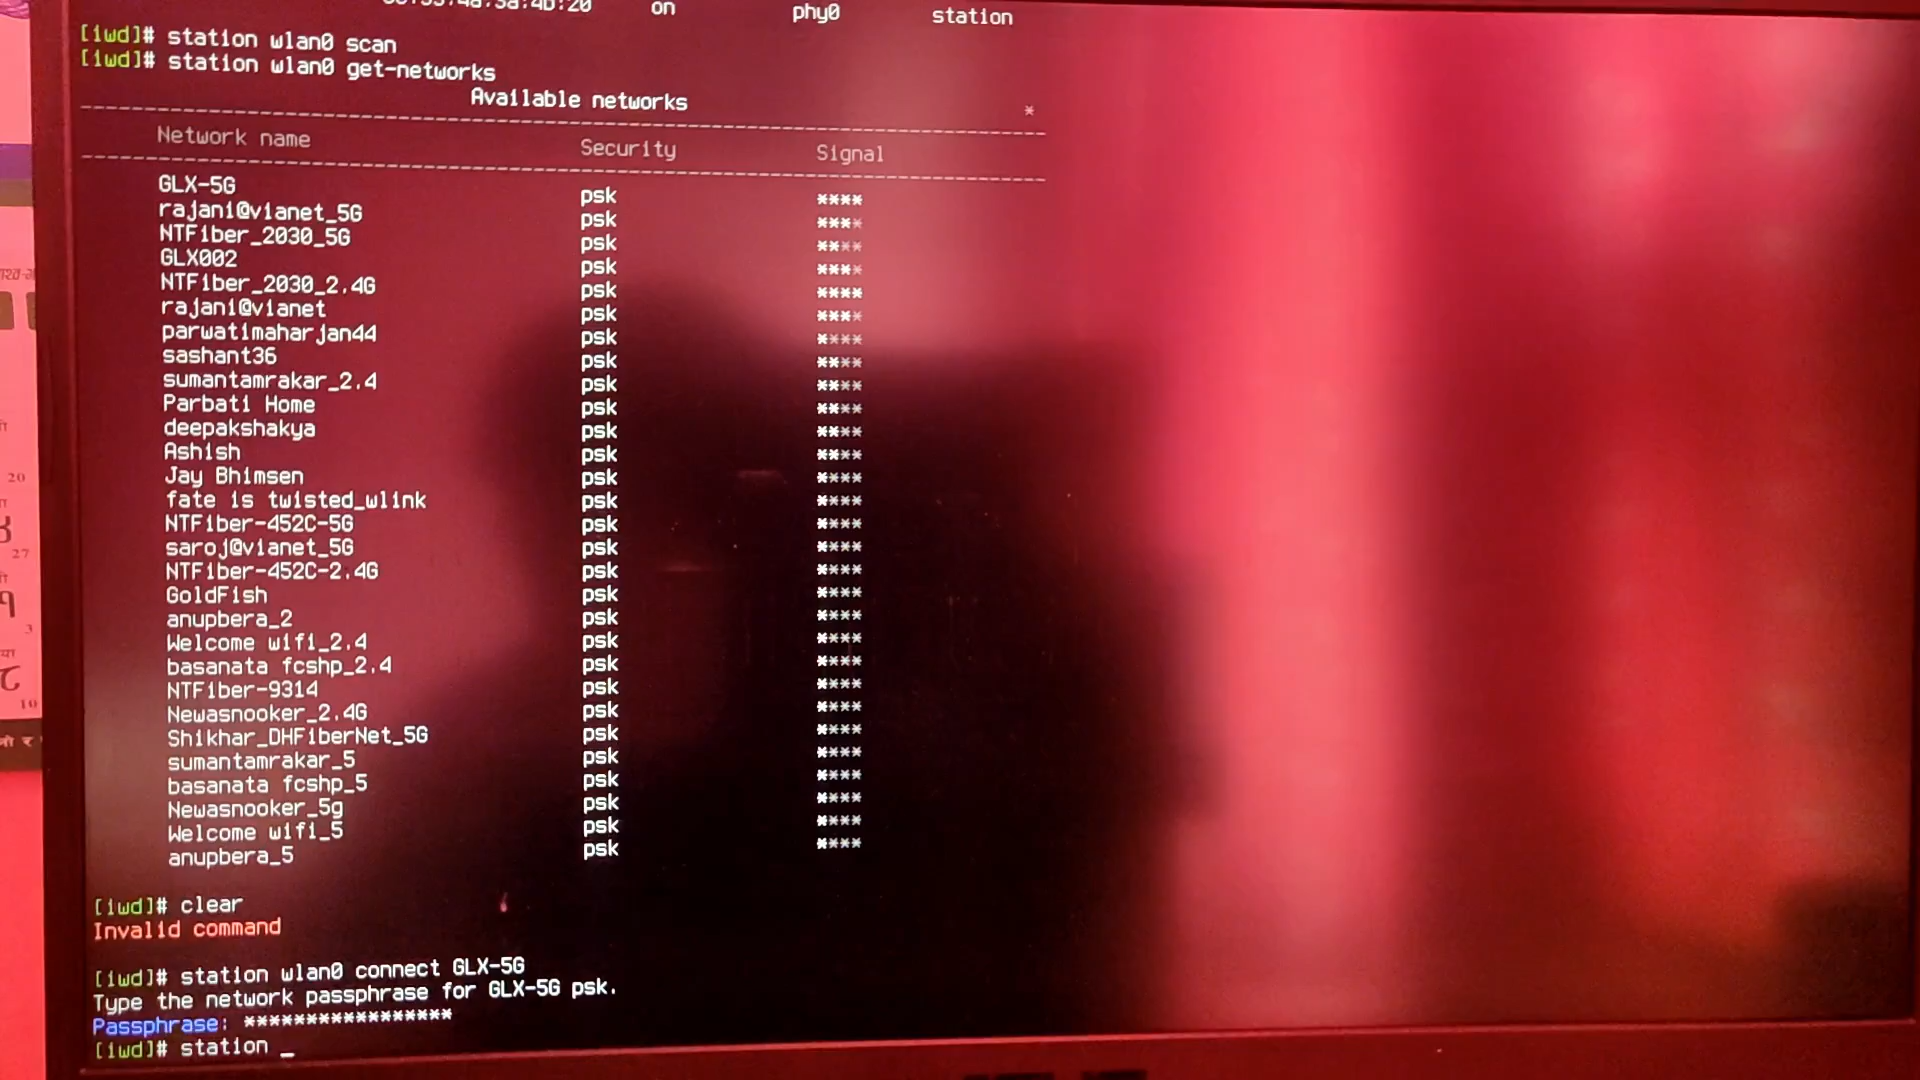 on phy0 station
[iwd]# station wlan0 scan
[iwd]# station wlan0 get-networks
Available networks *
--------------------------------------------------------------------------------
Network name Security Signal
--------------------------------------------------------------------------------
GLX-5G psk ****
rajani@vianet_5G psk ****
NTFiber_2030_5G psk ****
GLX002 psk ****
NTFiber_2030_2.4G psk ****
rajani@vianet psk ****
parwatimaharjan44 psk ****
sashant36 psk ****
sumantamrakar_2.4 psk ****
Parbati Home psk ****
deepakshakya psk ****
Ashish psk ****
Jay Bhimsen psk ****
fate is twisted_wlink psk ****
NTFiber-452C-5G psk ****
saroj@vianet_5G psk ****
NTFiber-452C-2.4G psk ****
GoldFish psk ****
anupbera_2 psk ****
Welcome wifi_2.4 psk ****
basanata fcshp_2.4 psk ****
NTFiber-9314 psk ****
Newasnooker_2.4G psk ****
Shikhar_DHFiberNet_5G psk ****
sumantamrakar_5 psk ****
basanata fcshp_5 psk ****
Newasnooker_5g psk ****
Welcome wifi_5 psk ****
anupbera_5 psk ****
[iwd]# clear
Invalid command
[iwd]# station wlan0 connect GLX-5G
Type the network passphrase for GLX-5G psk.
Passphrase: *****************
[iwd]# station _
20
27
3
10